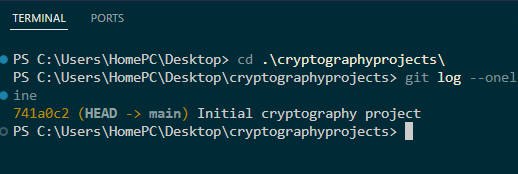 TERMINAL PORTS
PS C:\Users\HomePC\Desktop> cd .\cryptographyprojects\
PS C:\Users\HomePC\Desktop\cryptographyprojects> git log --onel
ine
741a0c2 (HEAD -> main) Initial cryptography project
PS C:\Users\HomePC\Desktop\cryptographyprojects>